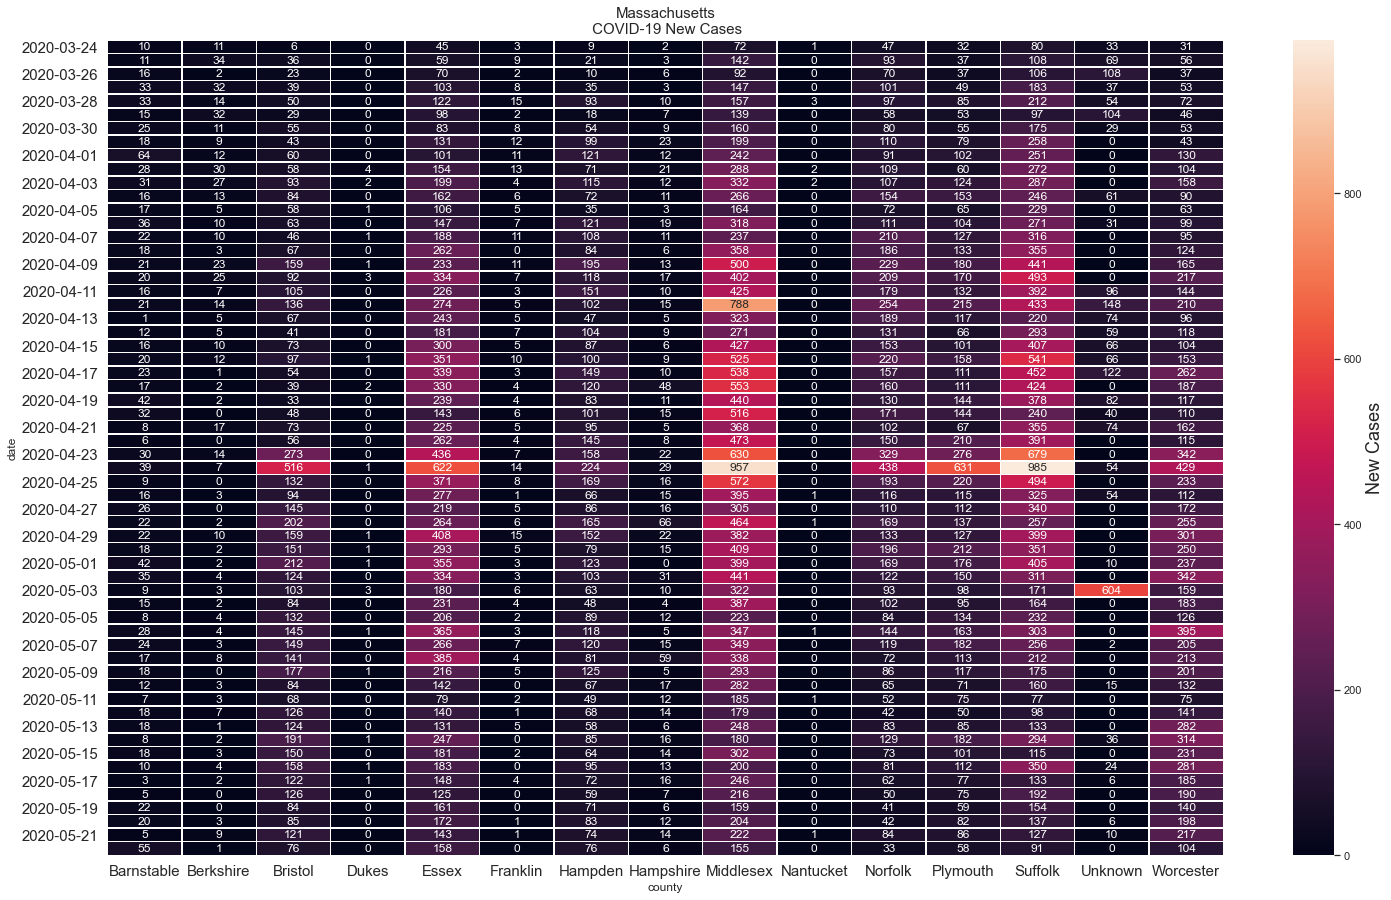 Massachusetts
COVID-19 New Cases
2020-03-24 10 11 6 0 45 3 9 2 72 1 47 32 80 33 31
11 34 36 0 59 9 21 3 142 0 93 37 108 69 56
2020-03-26 16 2 23 0 70 2 10 6 92 0 70 37 106 108 37
33 32 39 0 103 8 35 3 147 0 101 49 183 37 53
2020-03-28 33 14 50 0 122 15 93 10 157 3 97 85 212 54 72
15 32 29 0 98 2 18 7 139 0 58 53 97 104 46
2020-03-30 25 11 55 0 83 8 54 9 160 0 80 55 175 29 53
18 9 43 0 131 12 99 23 199 0 110 79 258 0 43
2020-04-01 64 12 60 0 101 11 121 12 242 0 91 102 251 0 130
28 30 58 4 154 13 71 21 288 2 109 60 272 0 104
2020-04-03 31 27 93 2 199 4 115 12 332 2 107 124 287 0 158
16 13 84 0 162 6 72 11 266 0 154 153 246 61 90
2020-04-05 17 5 58 1 106 5 35 3 164 0 72 65 229 0 63
36 10 63 0 147 7 121 19 318 0 111 104 271 31 99
2020-04-07 22 10 46 1 188 11 108 11 237 0 210 127 316 0 95
18 3 67 0 262 0 84 6 358 0 186 133 355 0 124
2020-04-09 21 23 159 1 233 11 195 13 500 0 229 180 441 0 165
20 25 92 3 334 7 118 17 402 0 209 170 493 0 217
2020-04-11 16 7 105 0 226 3 151 10 425 0 179 132 392 96 144
21 14 136 0 274 5 102 15 788 0 254 215 433 148 210
2020-04-13 1 5 67 0 243 5 47 5 323 0 189 117 220 74 96
12 5 41 0 181 7 104 9 271 0 131 66 293 59 118
2020-04-15 16 10 73 0 300 5 87 6 427 0 153 101 407 66 104
20 12 97 1 351 10 100 9 525 0 220 158 541 66 153
2020-04-17 23 1 54 0 339 3 149 10 538 0 157 111 452 122 262
17 2 39 2 330 4 120 48 553 0 160 111 424 0 187
2020-04-19 42 2 33 0 239 4 83 11 440 0 130 144 378 82 117
32 0 48 0 143 6 101 15 516 0 171 144 240 40 110
2020-04-21 8 17 73 0 225 5 95 5 368 0 102 67 355 74 162
6 0 56 0 262 4 145 8 473 0 150 210 391 0 115
2020-04-23 30 14 273 0 436 7 158 22 630 0 329 276 679 0 342
39 7 516 1 622 14 224 29 957 0 438 631 985 54 429
2020-04-25 9 0 132 0 371 8 169 16 572 0 193 220 494 0 233
16 3 94 0 277 1 66 15 395 1 116 115 325 54 112
2020-04-27 26 0 145 0 219 5 86 16 305 0 110 112 340 0 172
22 2 202 0 264 6 165 66 464 1 169 137 257 0 255
2020-04-29 22 10 159 1 408 15 152 22 382 0 133 127 399 0 301
18 2 151 1 293 5 79 15 409 0 196 212 351 0 250
2020-05-01 42 2 212 1 355 3 123 0 399 0 169 176 405 10 237
35 4 124 0 334 3 103 31 441 0 122 150 311 0 342
2020-05-03 9 3 103 3 180 6 63 10 322 0 93 98 171 604 159
15 2 84 0 231 4 48 4 387 0 102 95 164 0 183
2020-05-05 8 4 132 0 206 2 89 12 223 0 84 134 232 0 126
28 4 145 1 365 3 118 5 347 1 144 163 303 0 395
2020-05-07 24 3 149 0 266 7 120 15 349 0 119 182 256 2 205
17 8 141 0 385 4 81 59 338 0 72 113 212 0 213
2020-05-09 18 0 177 1 216 5 125 5 293 0 86 117 175 0 201
12 3 84 0 142 0 67 17 282 0 65 71 160 15 132
2020-05-11 7 3 68 0 79 2 49 12 185 1 52 75 77 0 75
18 7 126 0 140 1 68 14 179 0 42 50 98 0 141
2020-05-13 18 1 124 0 131 5 58 6 248 0 83 85 133 0 282
8 2 191 1 247 0 85 16 180 0 129 182 294 36 314
2020-05-15 18 3 150 0 181 2 64 14 302 0 73 101 115 0 231
10 4 158 1 183 0 95 13 200 0 81 112 350 24 281
2020-05-17 3 2 122 1 148 4 72 16 246 0 62 77 133 6 185
5 0 126 0 125 0 59 7 216 0 50 75 192 0 190
2020-05-19 22 0 84 0 161 0 71 6 159 0 41 59 154 0 140
20 3 85 0 172 1 83 12 204 0 42 82 137 6 198
2020-05-21 5 9 121 0 143 1 74 14 222 1 84 86 127 10 217
55 1 76 0 158 0 76 6 155 0 33 58 91 0 104
Barnstable Berkshire Bristol Dukes Essex Franklin Hampden Hampshire Middlesex Nantucket Norfolk Plymouth Suffolk Unknown Worcester
county
date
800
600
400
200
0
New Cases